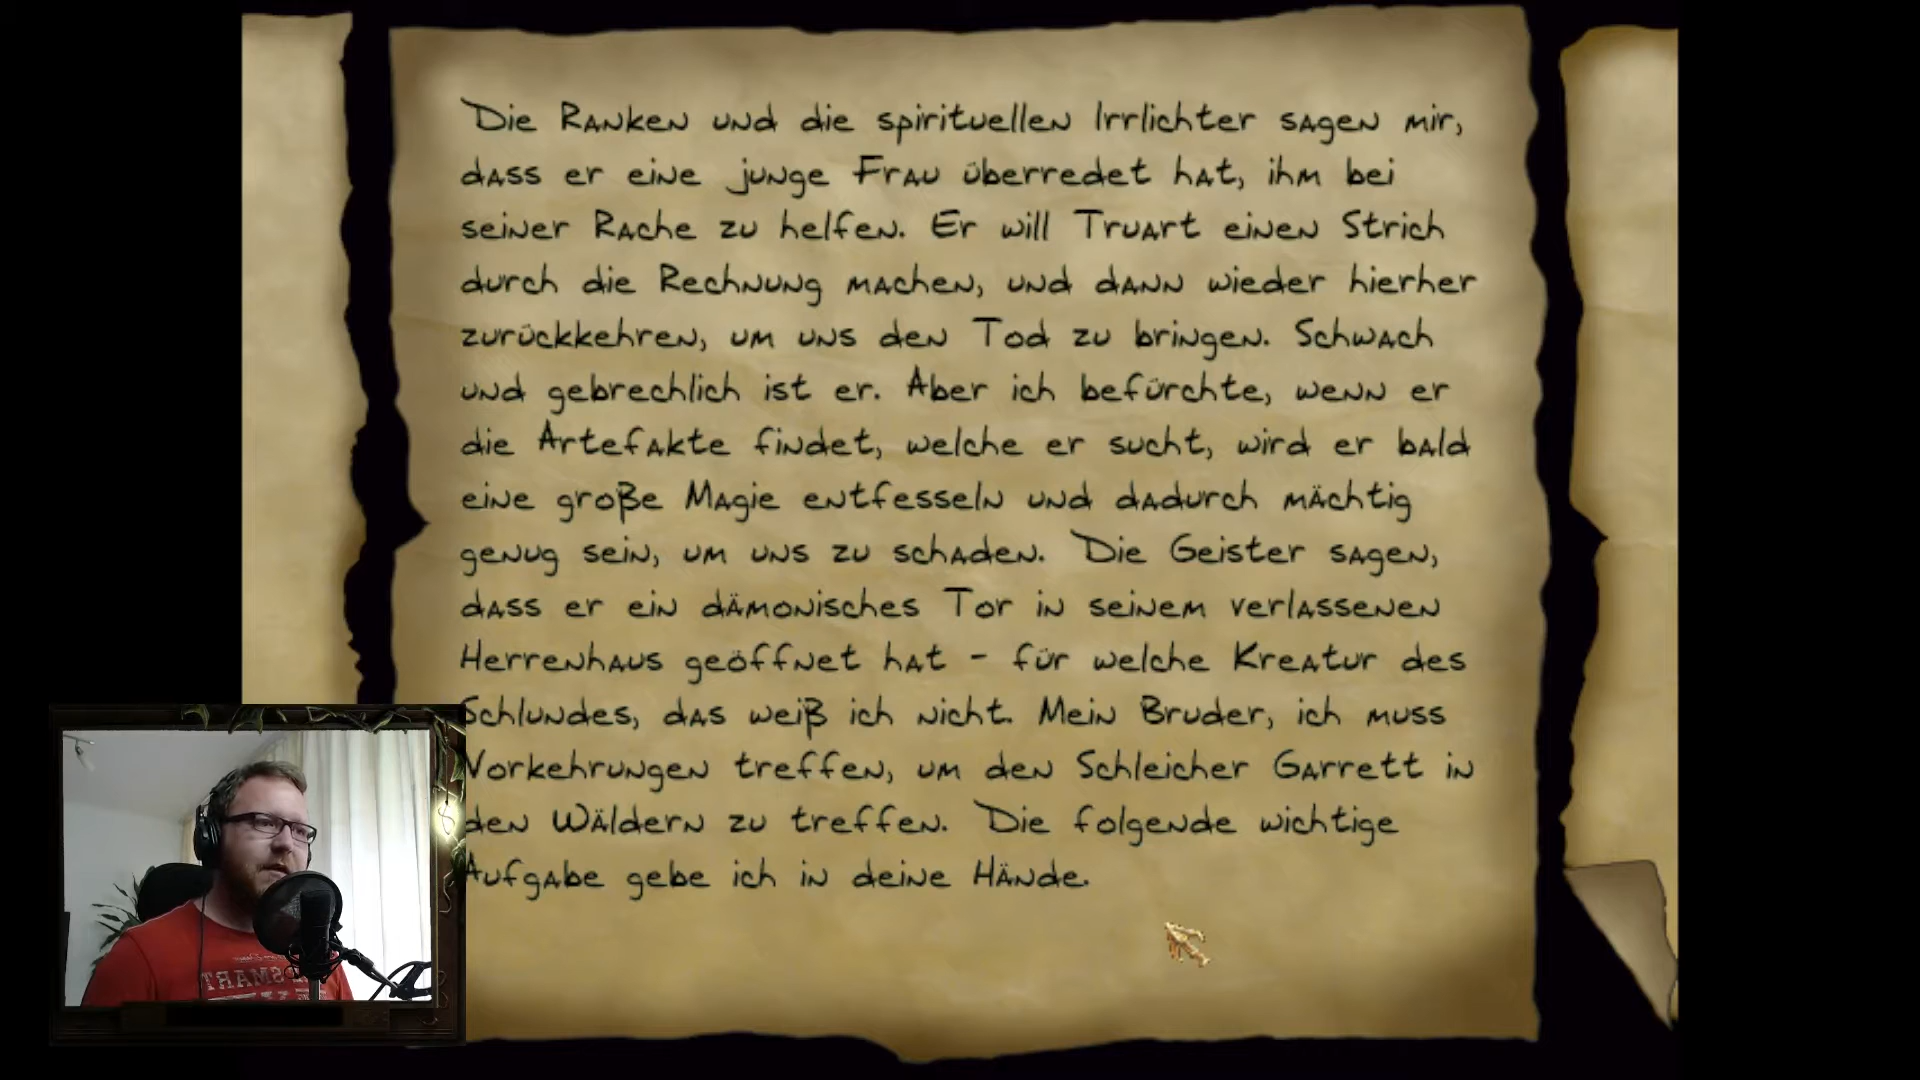 Die Ranken und die spirituellen Irrlichter sagen mir,
dass er eine junge Frau überredet hat, ihm bei
seiner Rache zu helfen. Er will Truart einen Strich
durch die Rechnung machen, und dann wieder hierher
zurückkehren, um uns den Tod zu bringen. Schwach
und gebrechlich ist er. Aber ich befürchte, wenn er
die Artefakte findet, welche er sucht, wird er bald
eine große Magie entfesseln und dadurch mächtig
genug sein, um uns zu schaden. Die Geister sagen,
dass er ein dämonisches Tor in seinem verlassenen
Herrenhaus geöffnet hat - für welche Kreatur des
Schlundes, das weiß ich nicht. Mein Bruder, ich muss
Vorkehrungen treffen, um den Schleicher Garrett in
den Wäldern zu treffen. Die folgende wichtige
Aufgabe gebe ich in deine Hände.